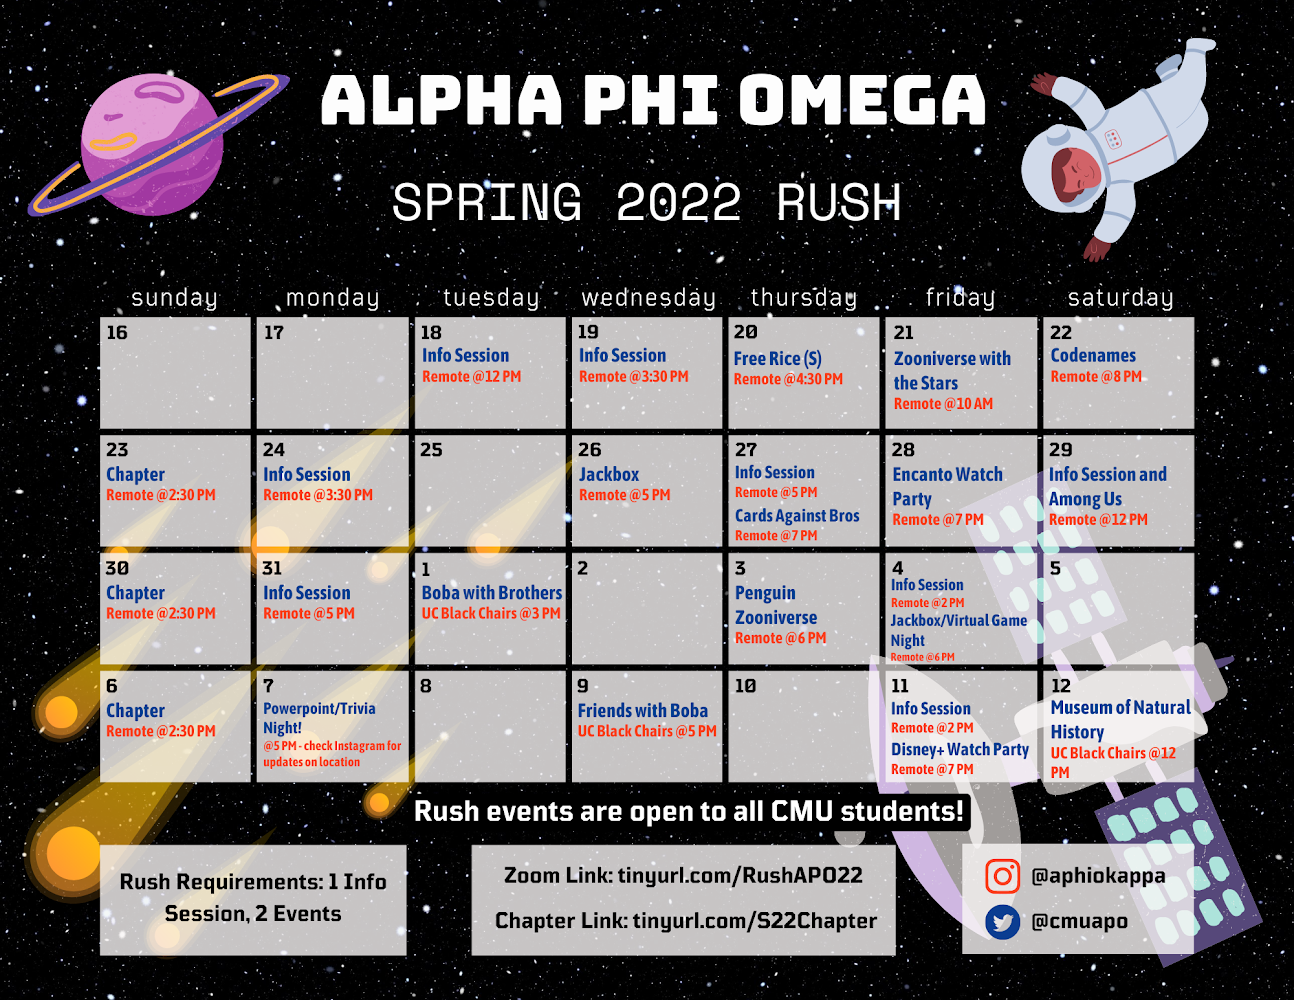 ALPHA PHI OMEGA
SPRING 2022 RUSH
sunday monday tuesday wednesday thursday friday saturday
16
17
18
Info Session
Remote @12 PM
19
Info Session
Remote @3:30 PM
20
Free Rice (S)
Remote @4:30 PM
21
Zooniverse with
the Stars
Remote @10 AM
22
Codenames
Remote @8 PM
23
Chapter
Remote @2:30 PM
24
Info Session
Remote @3:30 PM
25
26
Jackbox
Remote @5 PM
27
Info Session
Remote @5 PM
Cards Against Bros
Remote @7 PM
28
Encanto Watch
Party
Remote @7 PM
29
Info Session and
Among Us
Remote @12 PM
30
Chapter
Remote @2:30 PM
31
Info Session
Remote @5 PM
1
Boba with Brothers
UC Black Chairs @3 PM
2
3
Penguin
Zooniverse
Remote @6 PM
4
Info Session
Remote @2 PM
Jackbox/Virtual Game
Night
Remote @6 PM
5
6
Chapter
Remote @2:30 PM
7
Powerpoint/Trivia
Night!
@5 PM - check Instagram for
updates on location
8
9
Friends with Boba
UC Black Chairs @5 PM
10
11
Info Session
Remote @2 PM
Disney+ Watch Party
Remote @7 PM
12
Museum of Natural
History
UC Black Chairs @12
PM
Rush events are open to all CMU students!
Rush Requirements: 1 Info
Session, 2 Events
Zoom Link: tinyurl.com/RushAPO22
Chapter Link: tinyurl.com/S22Chapter
@aphiokappa
@cmuapo